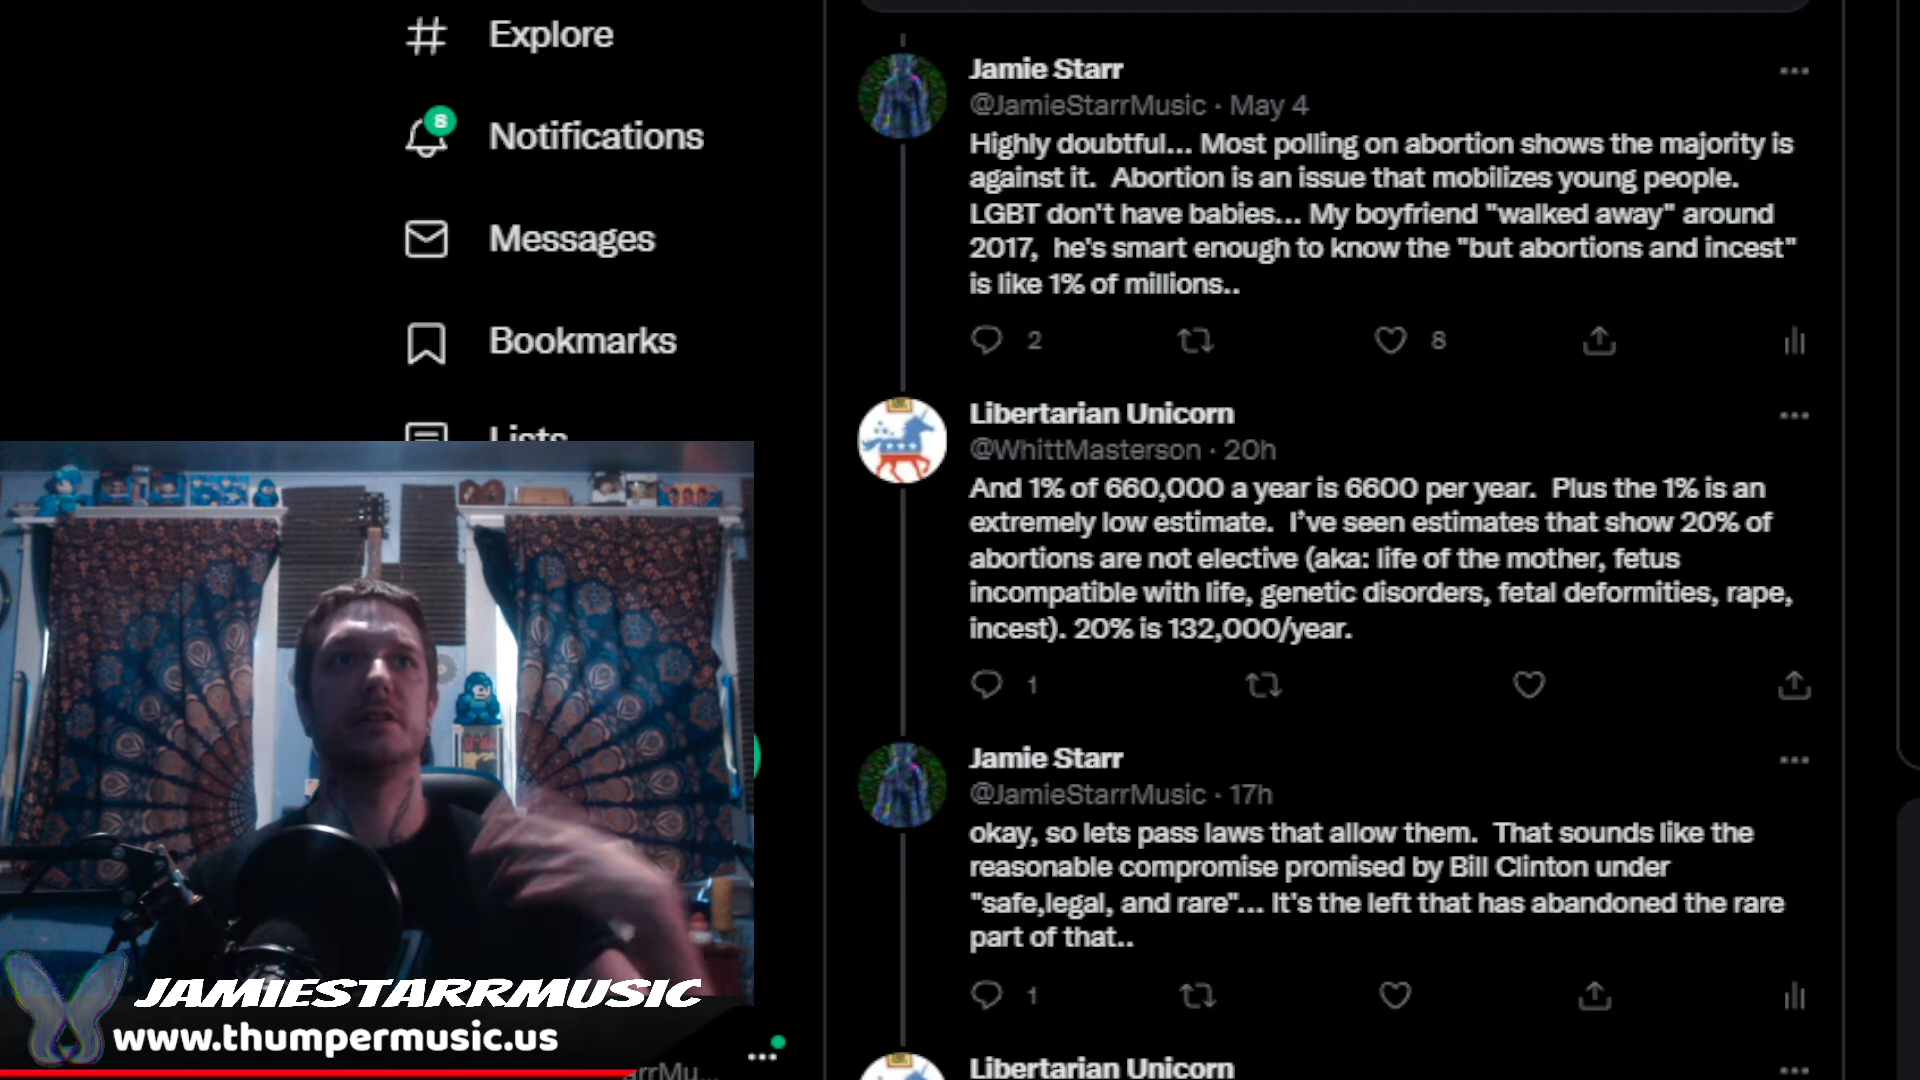 Explore
8
Notifications
Messages
Bookmarks
Lists
Jamie Starr
@JamieStarrMusic · May 4
Highly doubtful... Most polling on abortion shows the majority is
against it.  Abortion is an issue that mobilizes young people.
LGBT don't have babies... My boyfriend "walked away" around
2017,  he's smart enough to know the "but abortions and incest"
is like 1% of millions..
2
8
Libertarian Unicorn
@WhittMasterson · 20h
And 1% of 660,000 a year is 6600 per year.  Plus the 1% is an
extremely low estimate.  I’ve seen estimates that show 20% of
abortions are not elective (aka: life of the mother, fetus
incompatible with life, genetic disorders, fetal deformities, rape,
incest). 20% is 132,000/year.
1
Jamie Starr
@JamieStarrMusic · 17h
okay, so lets pass laws that allow them.  That sounds like the
reasonable compromise promised by Bill Clinton under
"safe,legal, and rare"... It's the left that has abandoned the rare
part of that..
1
Libertarian Unicorn
JAMIESTARRMUSIC
www.thumpermusic.us
arrMu...